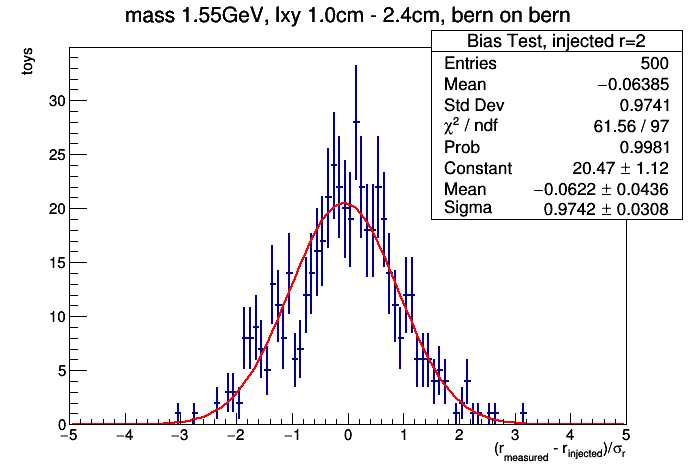 mass 1.55GeV, lxy 1.0cm - 2.4cm, bern on bern
Bias Test, injected r=2
Entries 500
Mean −0.06385
Std Dev 0.9741
χ² / ndf 61.56 / 97
Prob 0.9981
Constant 20.47 ± 1.12
Mean −0.0622 ± 0.0436
Sigma 0.9742 ± 0.0308
toys
30
25
20
15
10
5
0
−5 −4 −3 −2 −1 0 1 2 3 4 5
(r_measured - r_injected)/σ_r